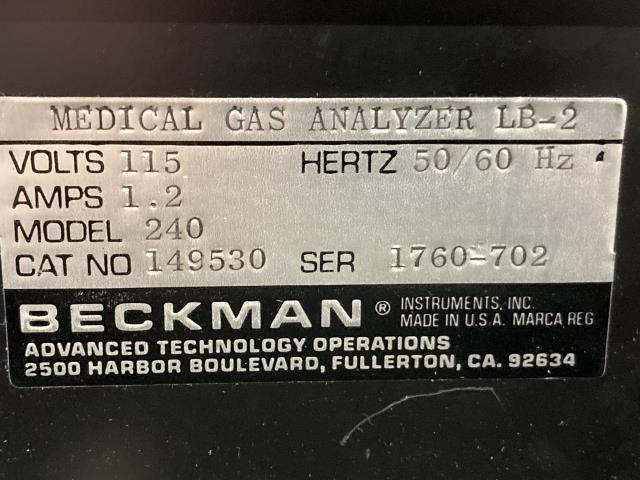 MEDICAL GAS ANALYZER LB-2
VOLTS 115 HERTZ 50/60 Hz
AMPS 1.2
MODEL 240
CAT NO 149530 SER 1760-702
BECKMAN ® INSTRUMENTS, INC.
MADE IN U.S.A. MARCA REG
ADVANCED TECHNOLOGY OPERATIONS
2500 HARBOR BOULEVARD, FULLERTON, CA. 92634